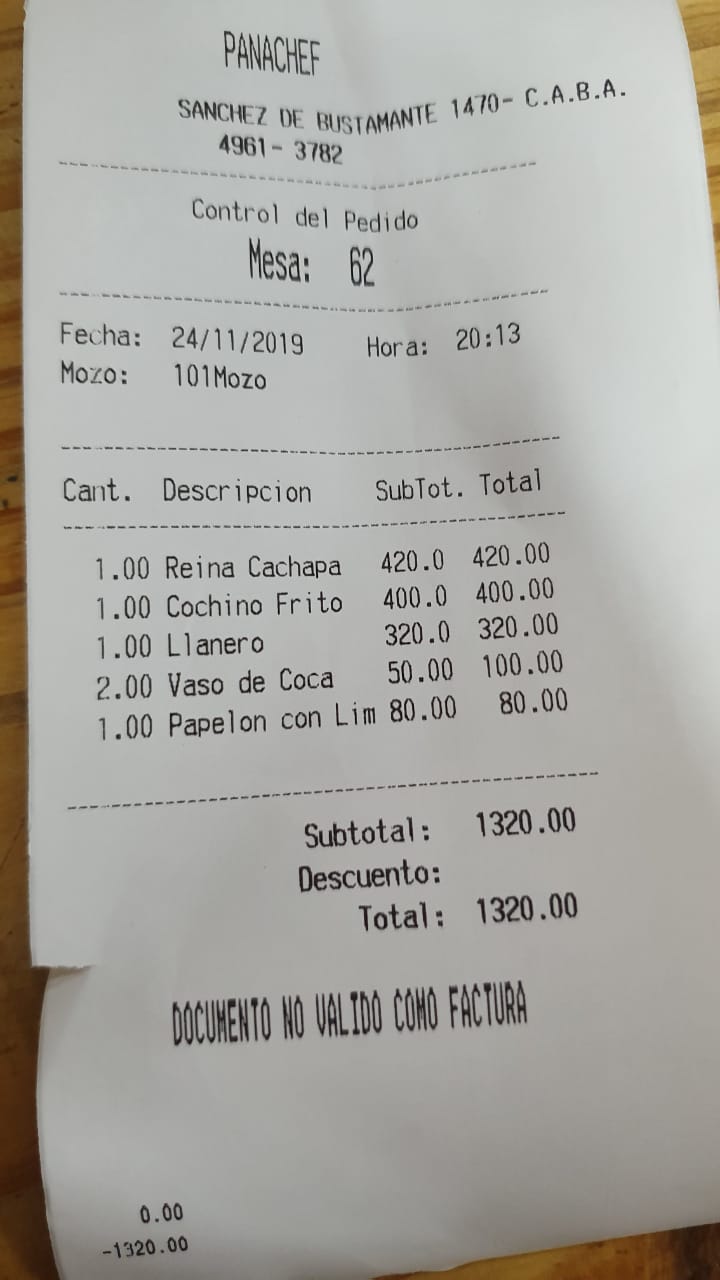 PANACHEF
SANCHEZ DE BUSTAMANTE 1470- C.A.B.A.
4961- 3782
Control del Pedido
Mesa: 62
Fecha: 24/11/2019 Hora: 20:13
Mozo: 101Mozo
Cant. Descripcion SubTot. Total
1.00 Reina Cachapa 420.0 420.00
1.00 Cochino Frito 400.0 400.00
1.00 Llanero 320.0 320.00
2.00 Vaso de Coca 50.00 100.00
1.00 Papelon con Lim 80.00 80.00
Subtotal: 1320.00
Descuento:
Total: 1320.00
DOCUMENTO NO VALIDO COMO FACTURA
0.00
-1320.00